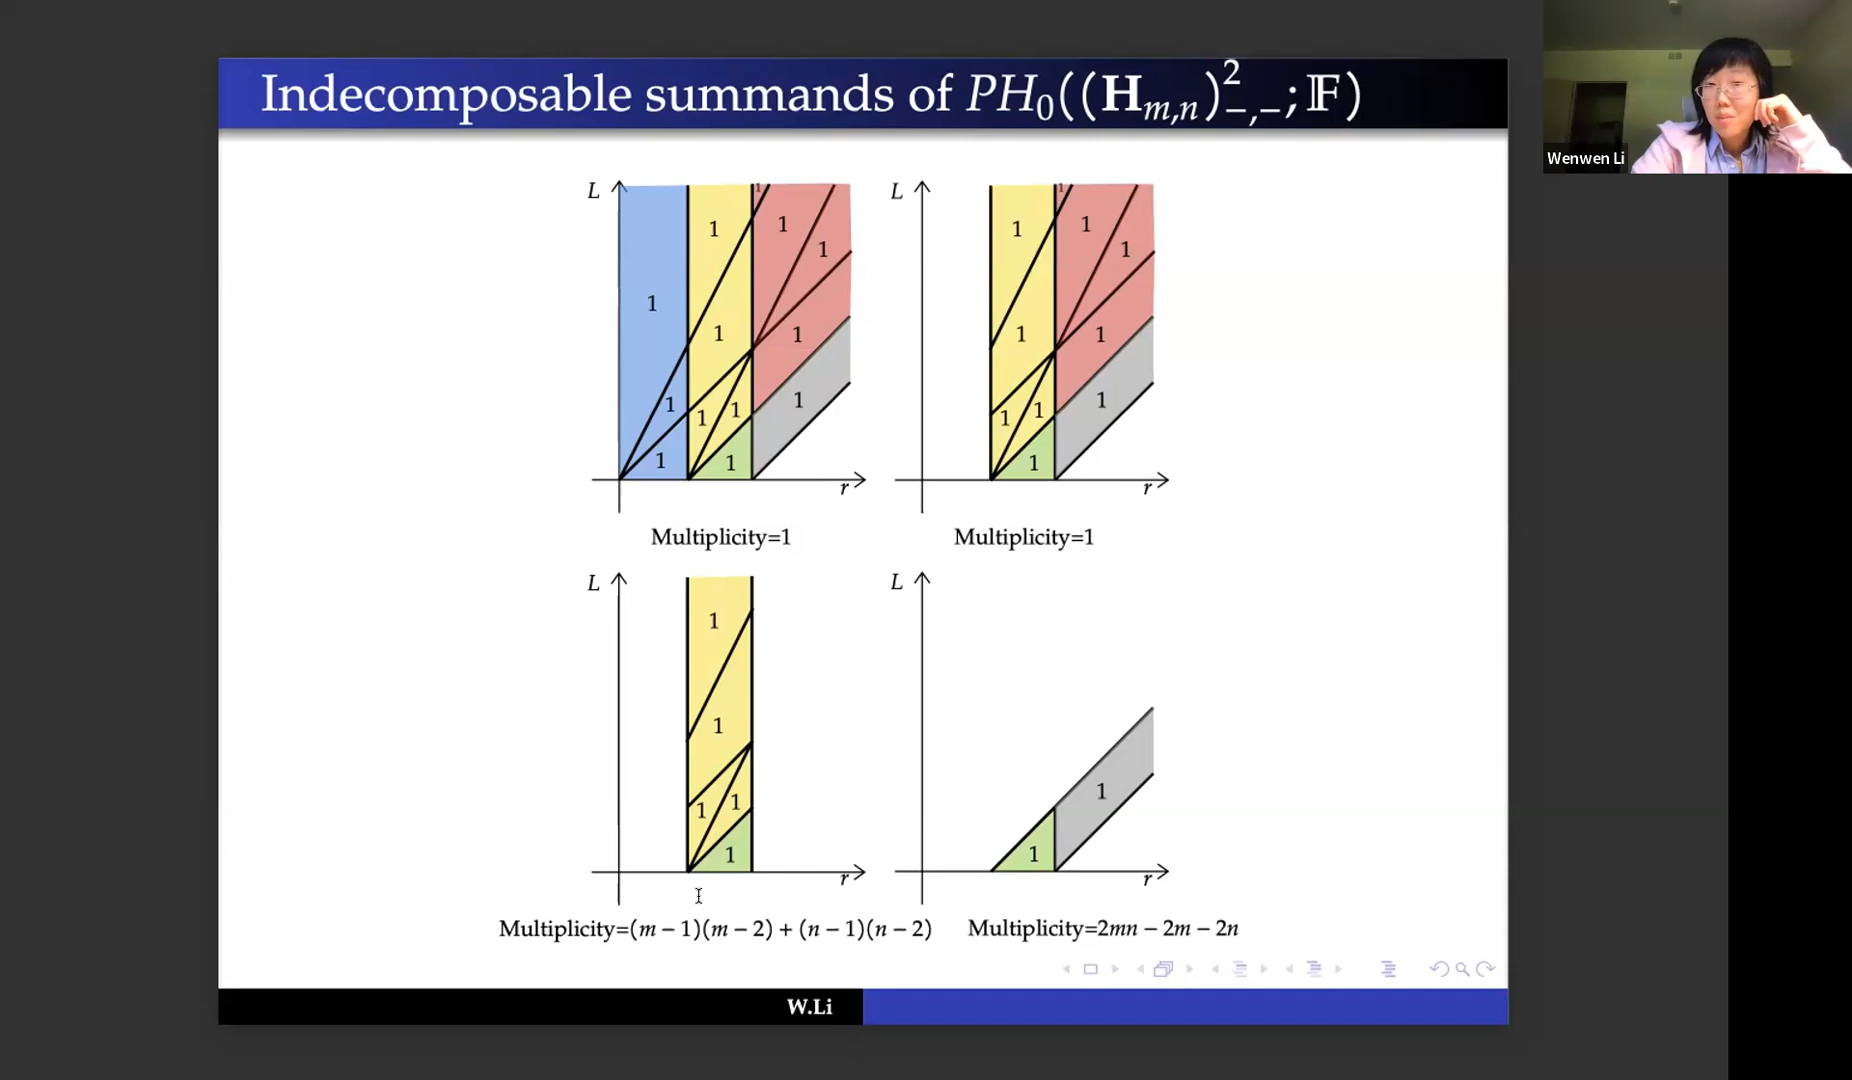 Indecomposable summands of PH₀((𝐇ₘ,ₙ)²₋,₋; 𝔽)
Wenwen Li
L
1
1
1
1
1
1
1
1
1
1
1
1
1
r
Multiplicity=1
L
1
1
1
1
1
1
1
1
1
1
r
Multiplicity=1
L
1
1
1
1
1
r
Multiplicity=(m − 1)(m − 2) + (n − 1)(n − 2)
L
1
1
r
Multiplicity=2mn − 2m − 2n
W.Li